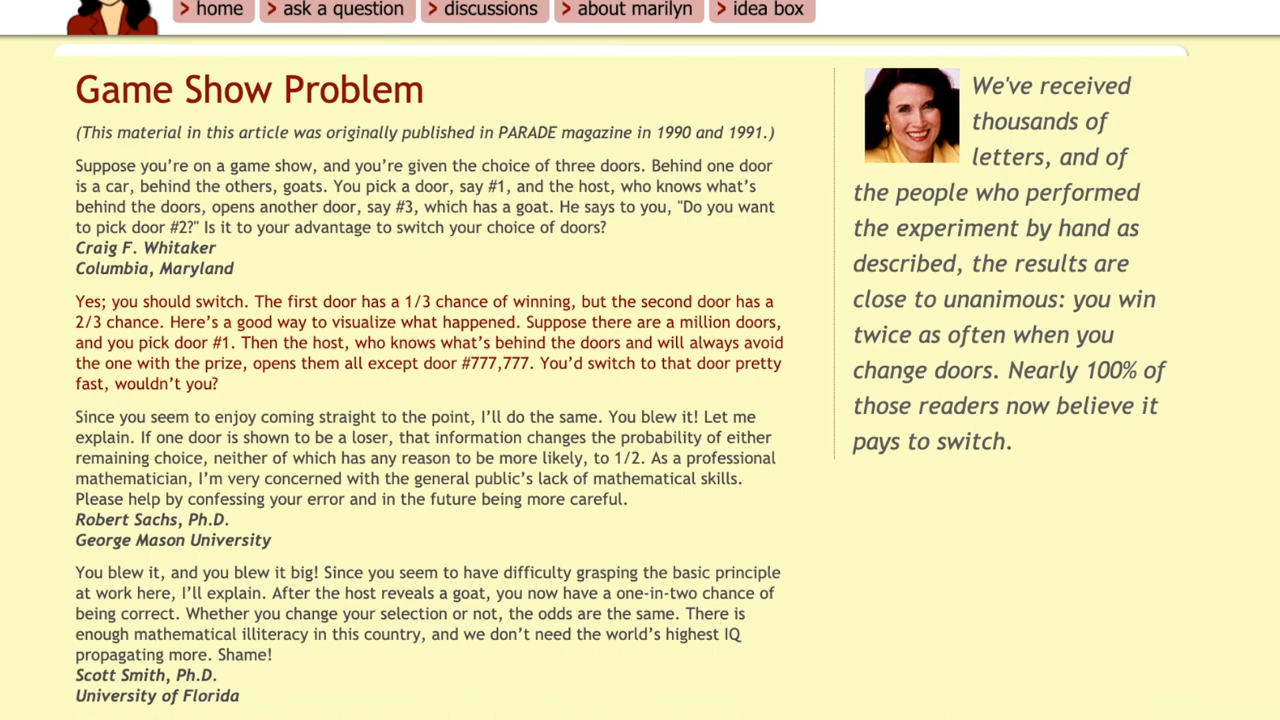 > home > ask a question > discussions > about marilyn > idea box
Game Show Problem
(This material in this article was originally published in PARADE magazine in 1990 and 1991.)
Suppose you’re on a game show, and you’re given the choice of three doors. Behind one door
is a car, behind the others, goats. You pick a door, say #1, and the host, who knows what’s
behind the doors, opens another door, say #3, which has a goat. He says to you, "Do you want
to pick door #2?" Is it to your advantage to switch your choice of doors?
Craig F. Whitaker
Columbia, Maryland
Yes; you should switch. The first door has a 1/3 chance of winning, but the second door has a
2/3 chance. Here’s a good way to visualize what happened. Suppose there are a million doors,
and you pick door #1. Then the host, who knows what’s behind the doors and will always avoid
the one with the prize, opens them all except door #777,777. You’d switch to that door pretty
fast, wouldn’t you?
Since you seem to enjoy coming straight to the point, I’ll do the same. You blew it! Let me
explain. If one door is shown to be a loser, that information changes the probability of either
remaining choice, neither of which has any reason to be more likely, to 1/2. As a professional
mathematician, I’m very concerned with the general public’s lack of mathematical skills.
Please help by confessing your error and in the future being more careful.
Robert Sachs, Ph.D.
George Mason University
You blew it, and you blew it big! Since you seem to have difficulty grasping the basic principle
at work here, I’ll explain. After the host reveals a goat, you now have a one-in-two chance of
being correct. Whether you change your selection or not, the odds are the same. There is
enough mathematical illiteracy in this country, and we don’t need the world’s highest IQ
propagating more. Shame!
Scott Smith, Ph.D.
University of Florida
We've received
thousands of
letters, and of
the people who performed
the experiment by hand as
described, the results are
close to unanimous: you win
twice as often when you
change doors. Nearly 100% of
those readers now believe it
pays to switch.